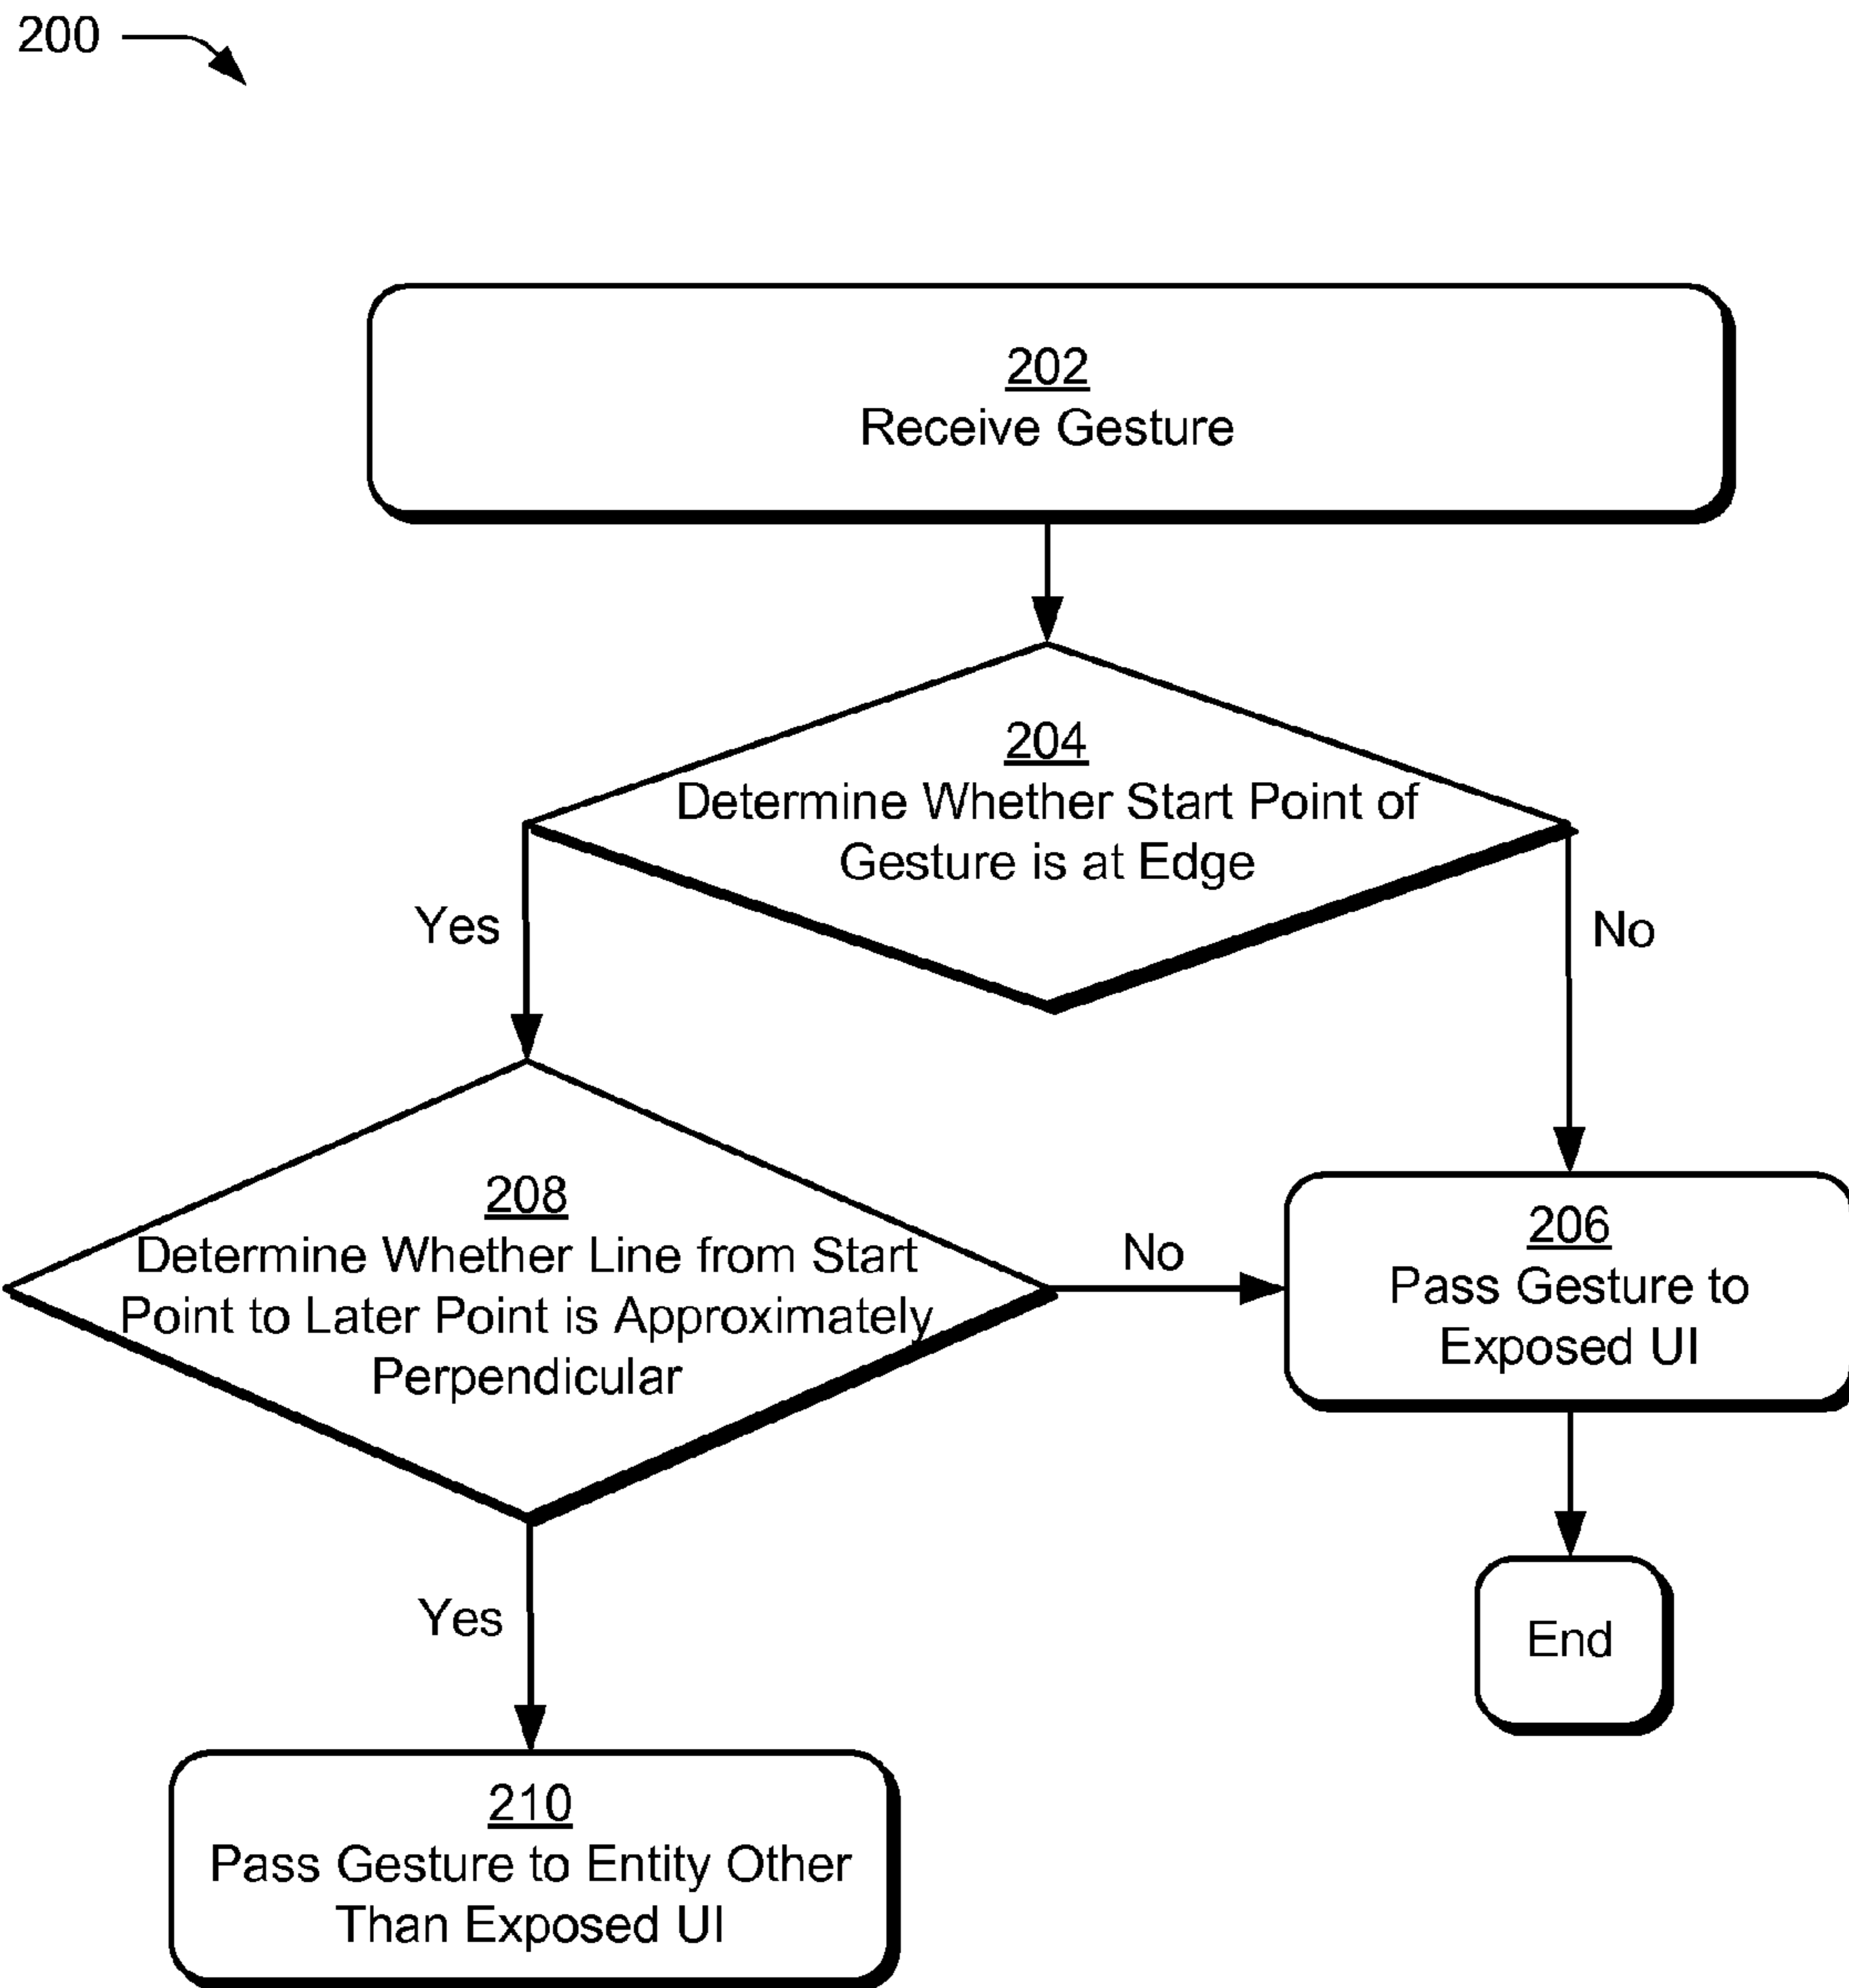 200
202
Receive Gesture
204
Determine Whether Start Point of
Gesture is at Edge
Yes
No
208
Determine Whether Line from Start
Point to Later Point is Approximately
Perpendicular
No
206
Pass Gesture to
Exposed UI
Yes
End
210
Pass Gesture to Entity Other
Than Exposed UI